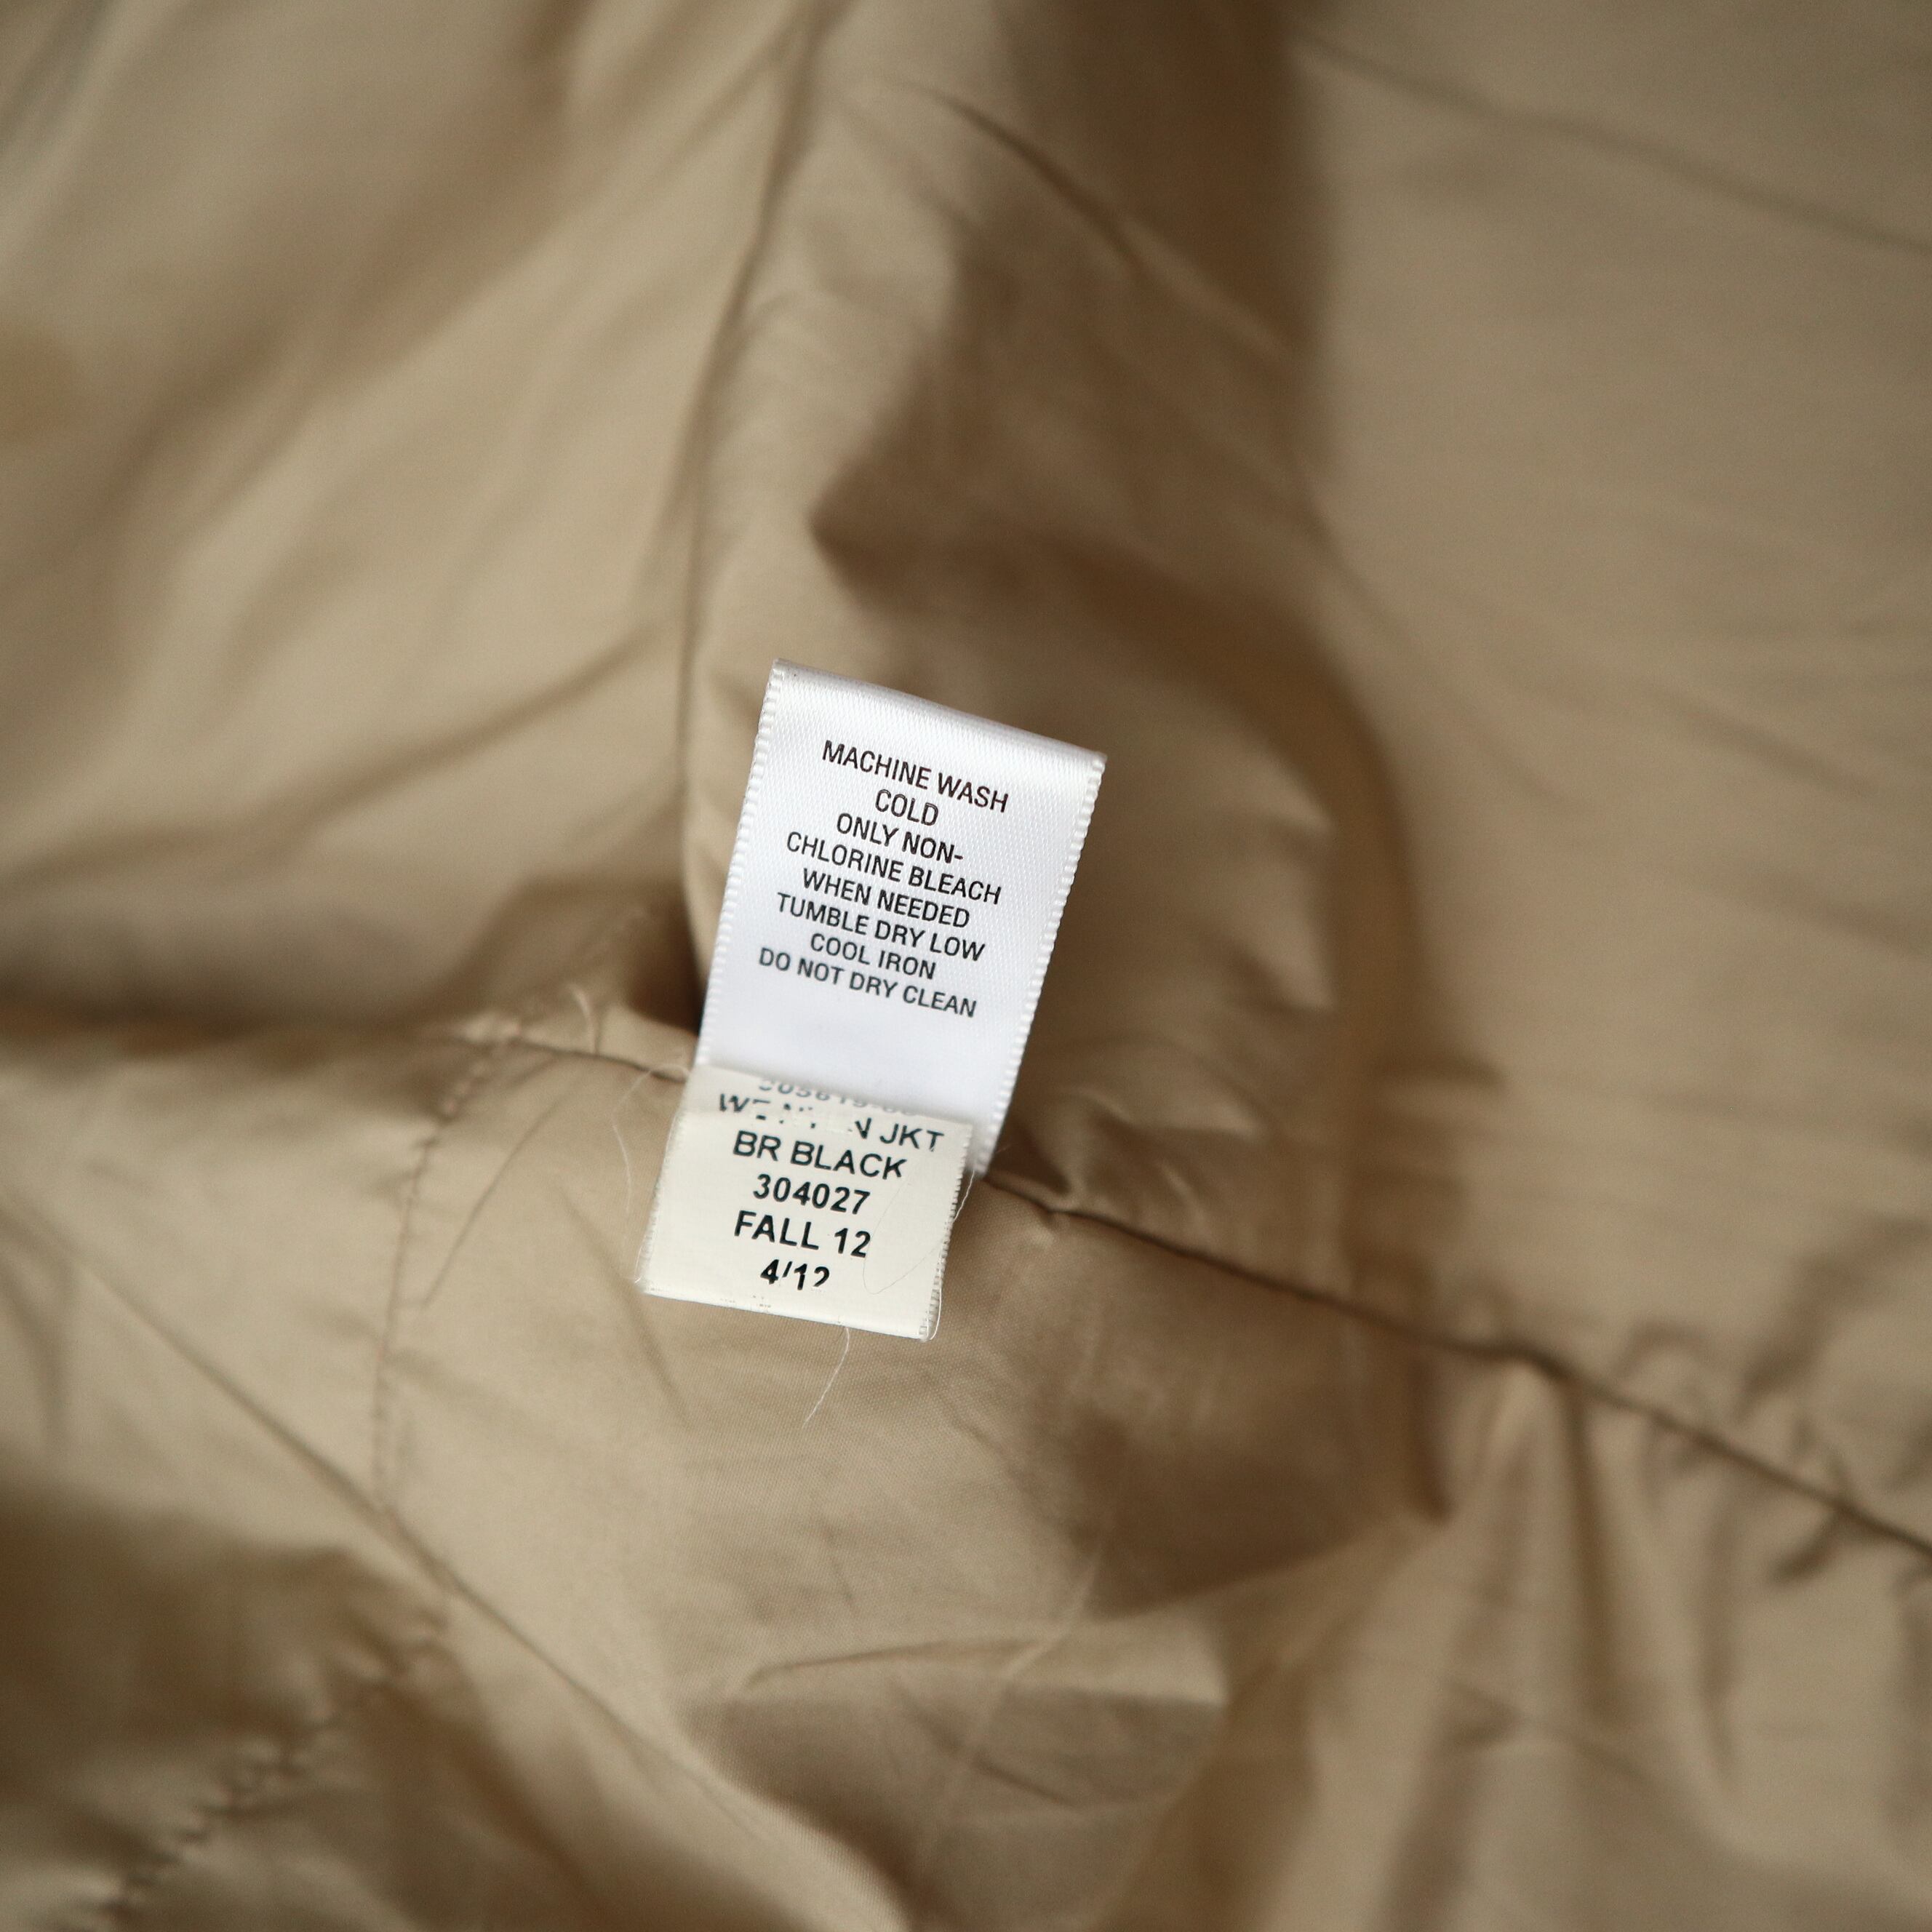 MACHINE WASH
COLD
ONLY NON-
CHLORINE BLEACH
WHEN NEEDED
TUMBLE DRY LOW
COOL IRON
DO NOT DRY CLEAN
JKT
BR BLACK
304027
FALL 12
4/12